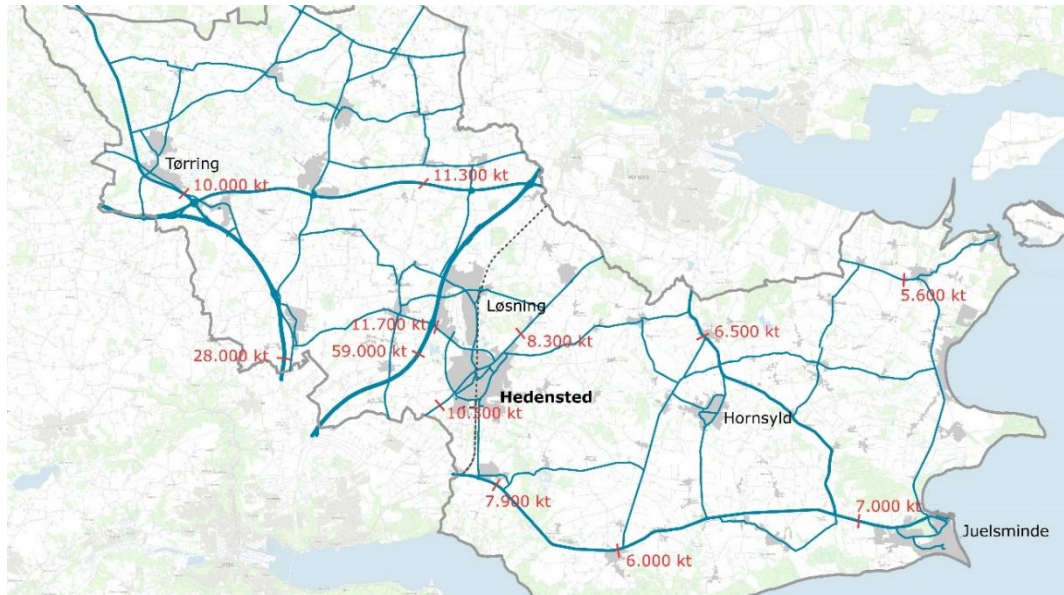 Tørring
10.000 kt
11.300 kt
5.600 kt
Løsning
11.700 kt
8.300 kt
6.500 kt
59.000 kt
28.000 kt
Hedensted
10.300 kt
Hornsyld
7.900 kt
7.000 kt
Juelsminde
6.000 kt